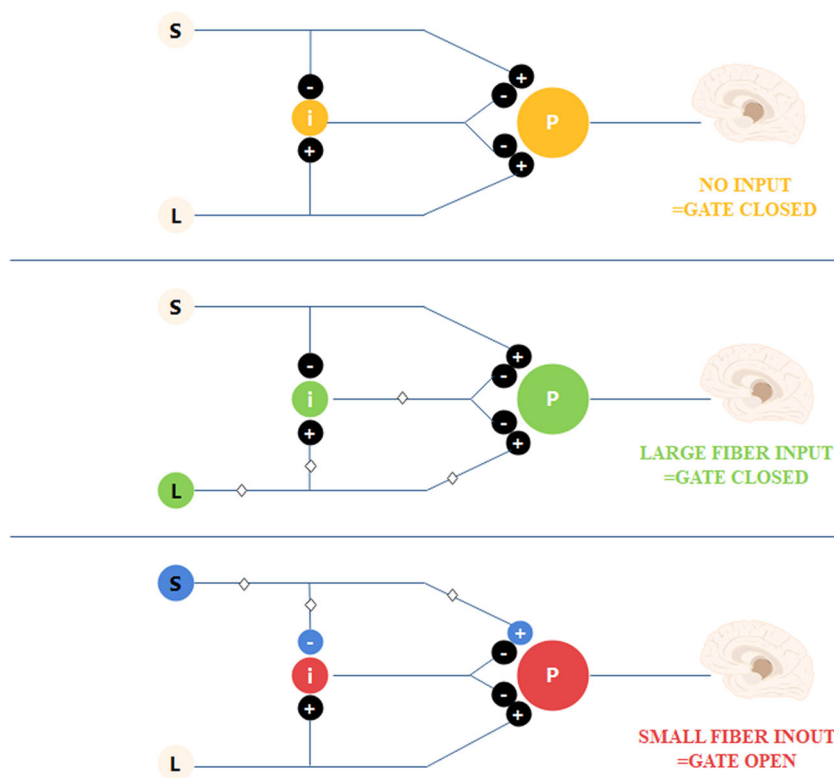 S
+
-
-
i
P
-
+
+
NO INPUT
=GATE CLOSED
L
S
+
-
-
i
P
-
+
+
LARGE FIBER INPUT
=GATE CLOSED
L
S
+
-
-
i
P
-
+
+
SMALL FIBER INOUT
=GATE OPEN
L